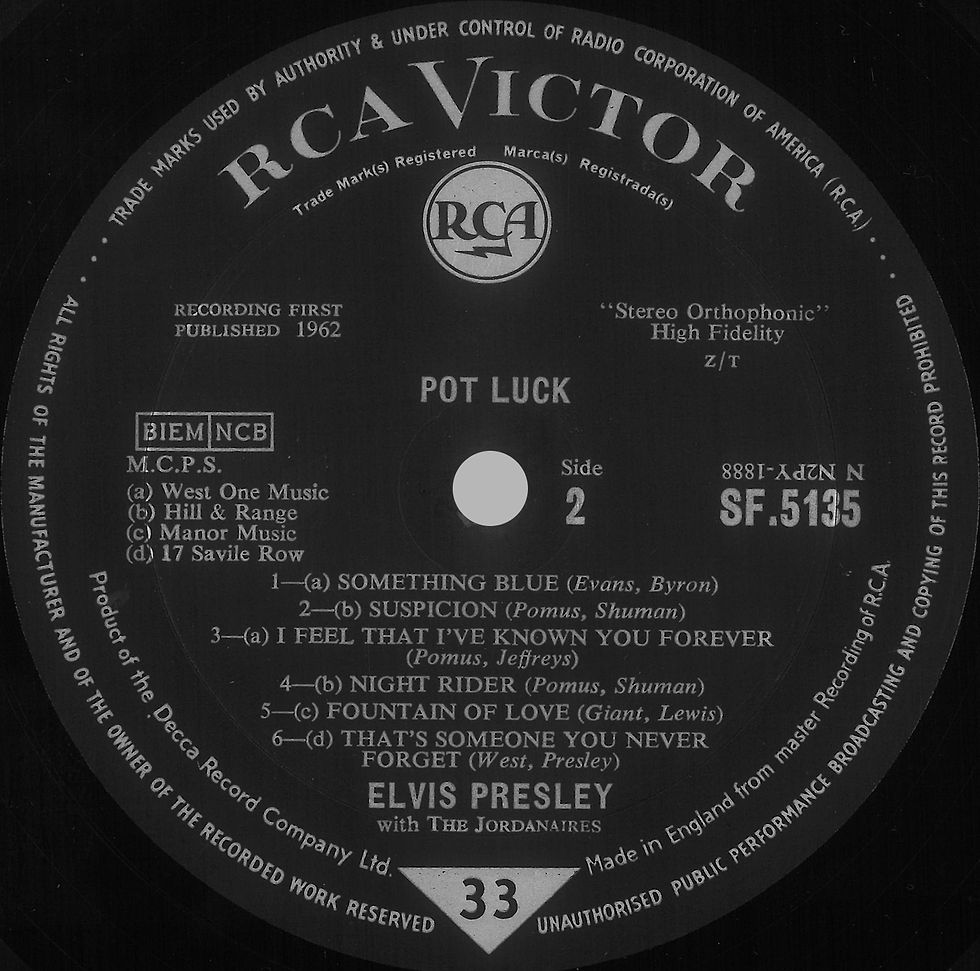 TRADE MARKS USED BY AUTHORITY & UNDER CONTROL OF RADIO CORPORATION OF AMERICA (RCA)
RCA VICTOR
Trade Mark(s) Registered Marca(s) Registrada(s)
RCA
RECORDING FIRST
PUBLISHED 1962
"Stereo Orthophonic"
High Fidelity
Z/T
POT LUCK
BIEM NCB
M.C.P.S.
(a) West One Music
(b) Hill & Range
(c) Manor Music
(d) 17 Savile Row
Side
2
N N2PY-1888
SF.5135
1—(a) SOMETHING BLUE (Evans, Byron)
2—(b) SUSPICION (Pomus, Shuman)
3—(a) I FEEL THAT I'VE KNOWN YOU FOREVER
(Pomus, Jeffreys)
4—(b) NIGHT RIDER (Pomus, Shuman)
5—(c) FOUNTAIN OF LOVE (Giant, Lewis)
6—(d) THAT'S SOMEONE YOU NEVER
FORGET (West, Presley)
ELVIS PRESLEY
with THE JORDANAIRES
Product of the Decca Record Company Ltd.
Made in England from master Recording of R.C.A.
33
ALL RIGHTS OF THE MANUFACTURER AND OF THE OWNER OF THE RECORDED WORK RESERVED
UNAUTHORISED PUBLIC PERFORMANCE BROADCASTING AND COPYING OF THIS RECORD PROHIBITED